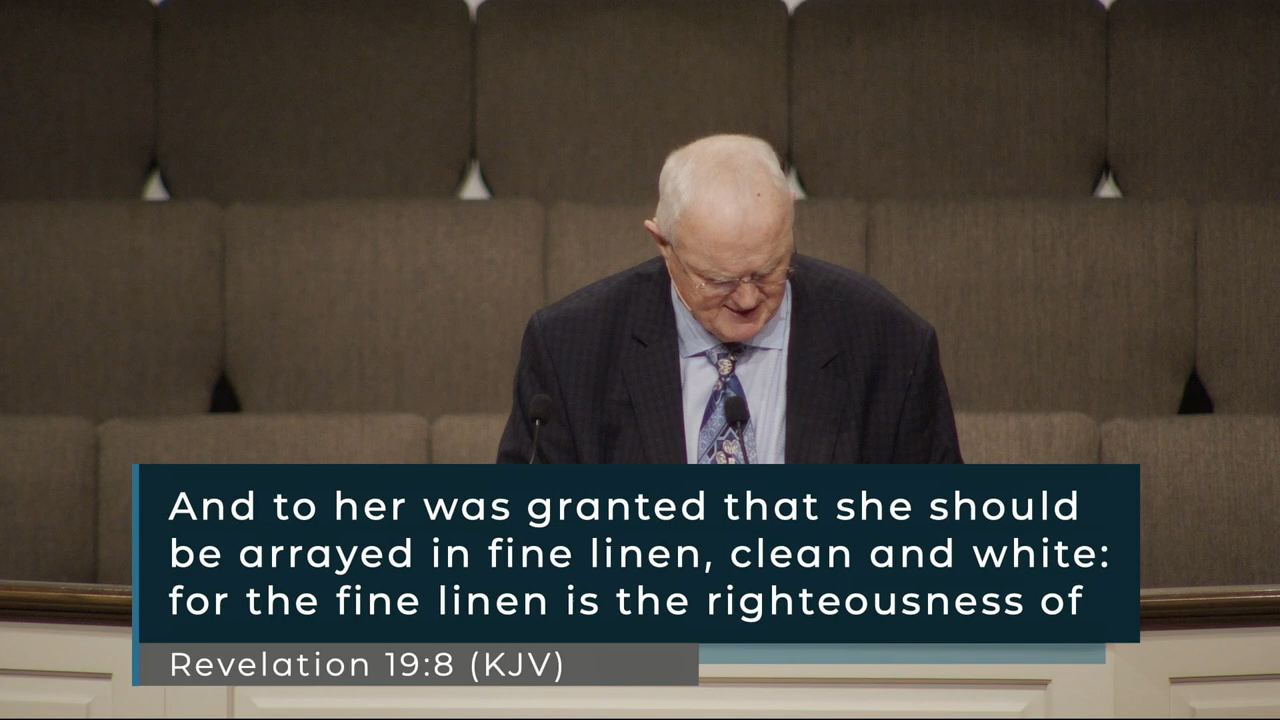 And to her was granted that she should
be arrayed in fine linen, clean and white:
for the fine linen is the righteousness of
Revelation 19:8 (KJV)